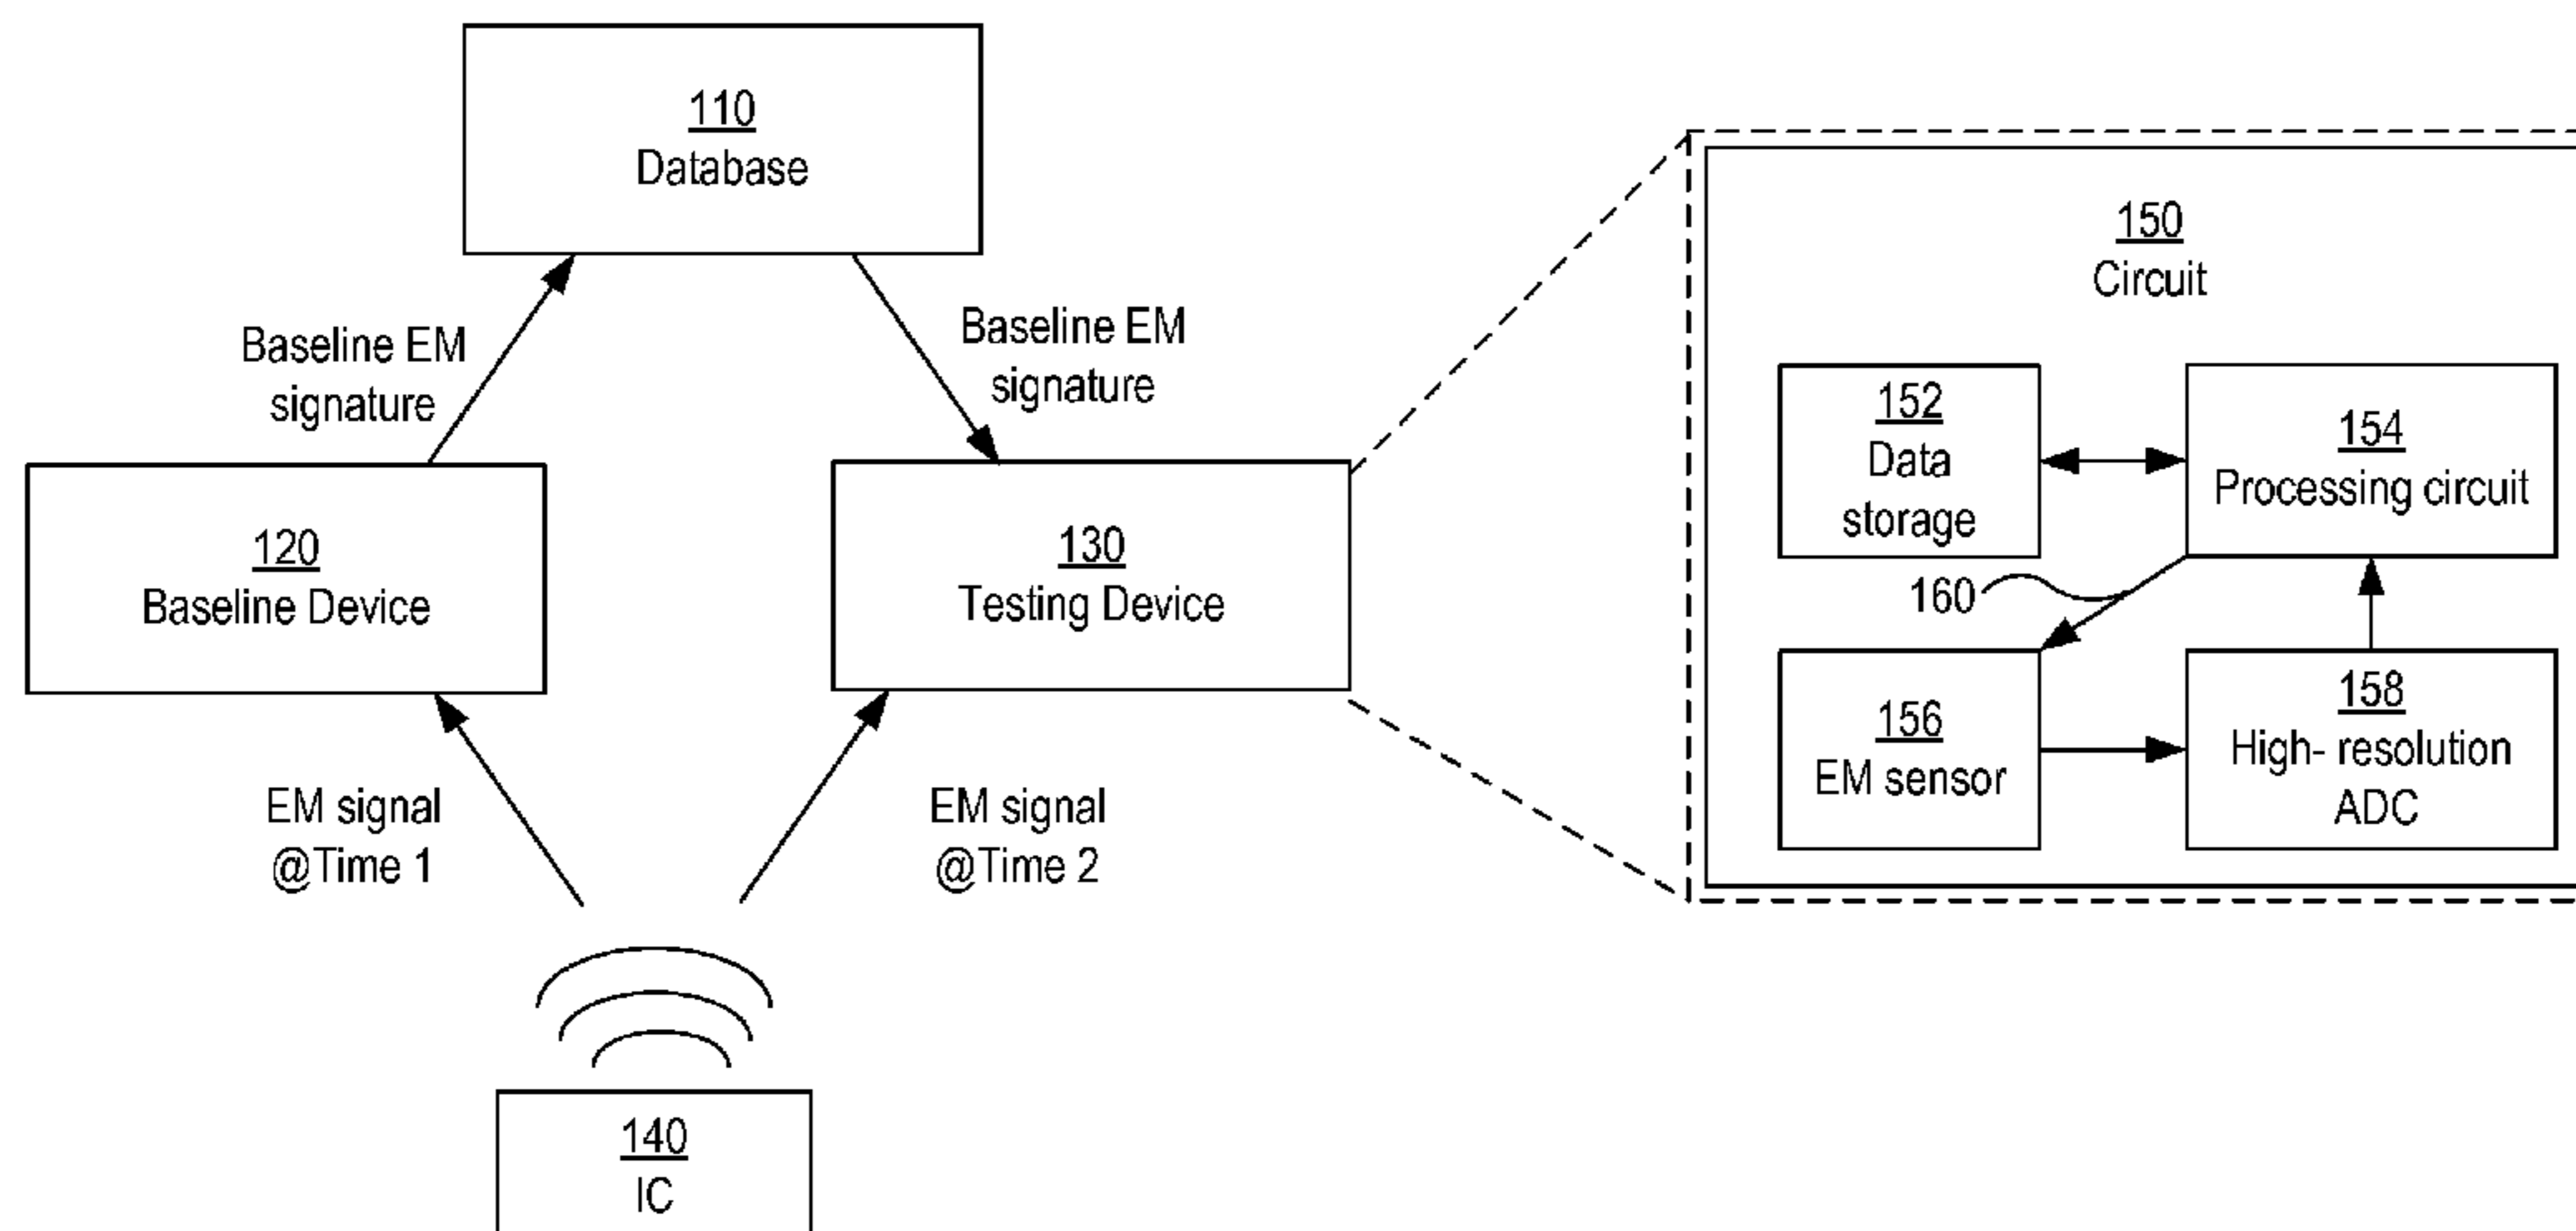 110
Database
Baseline EM
signature
Baseline EM
signature
120
Baseline Device
130
Testing Device
EM signal
@Time 1
EM signal
@Time 2
140
IC
150
Circuit
152
Data
storage
154
Processing circuit
160
156
EM sensor
158
High- resolution
ADC